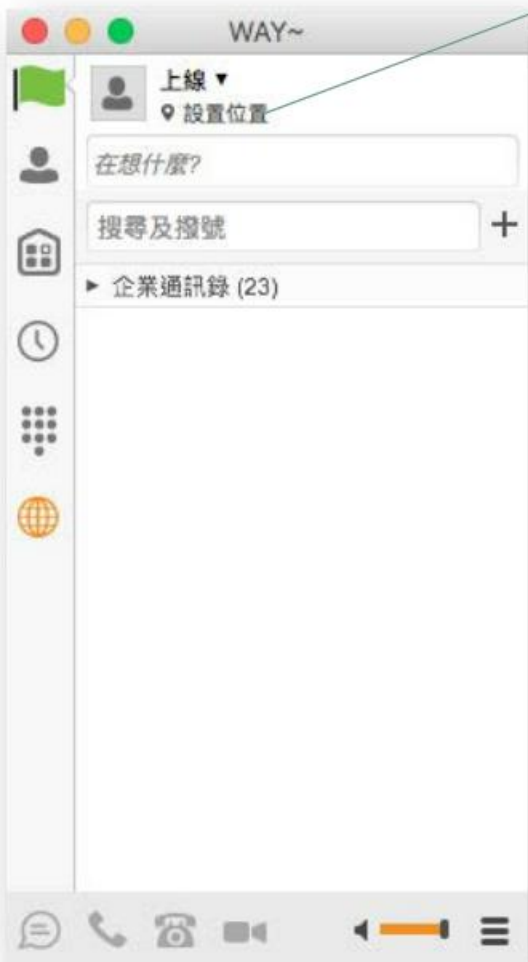 WAY~
上線 ▼
設置位置
在想什麼?
搜尋及撥號
► 企業通訊錄 (23)